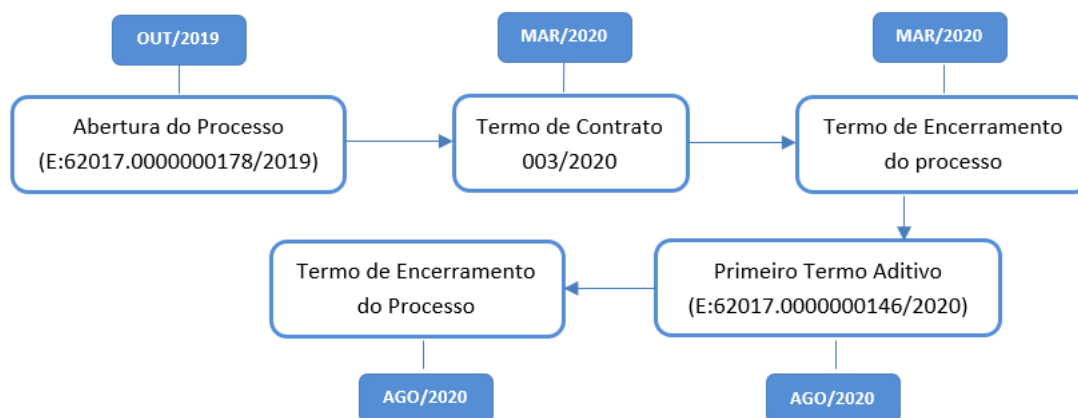 OUT/2019
MAR/2020
MAR/2020
Abertura do Processo
(E:62017.0000000178/2019)
Termo de Contrato
003/2020
Termo de Encerramento
do processo
Termo de Encerramento
do Processo
Primeiro Termo Aditivo
(E:62017.0000000146/2020)
AGO/2020
AGO/2020